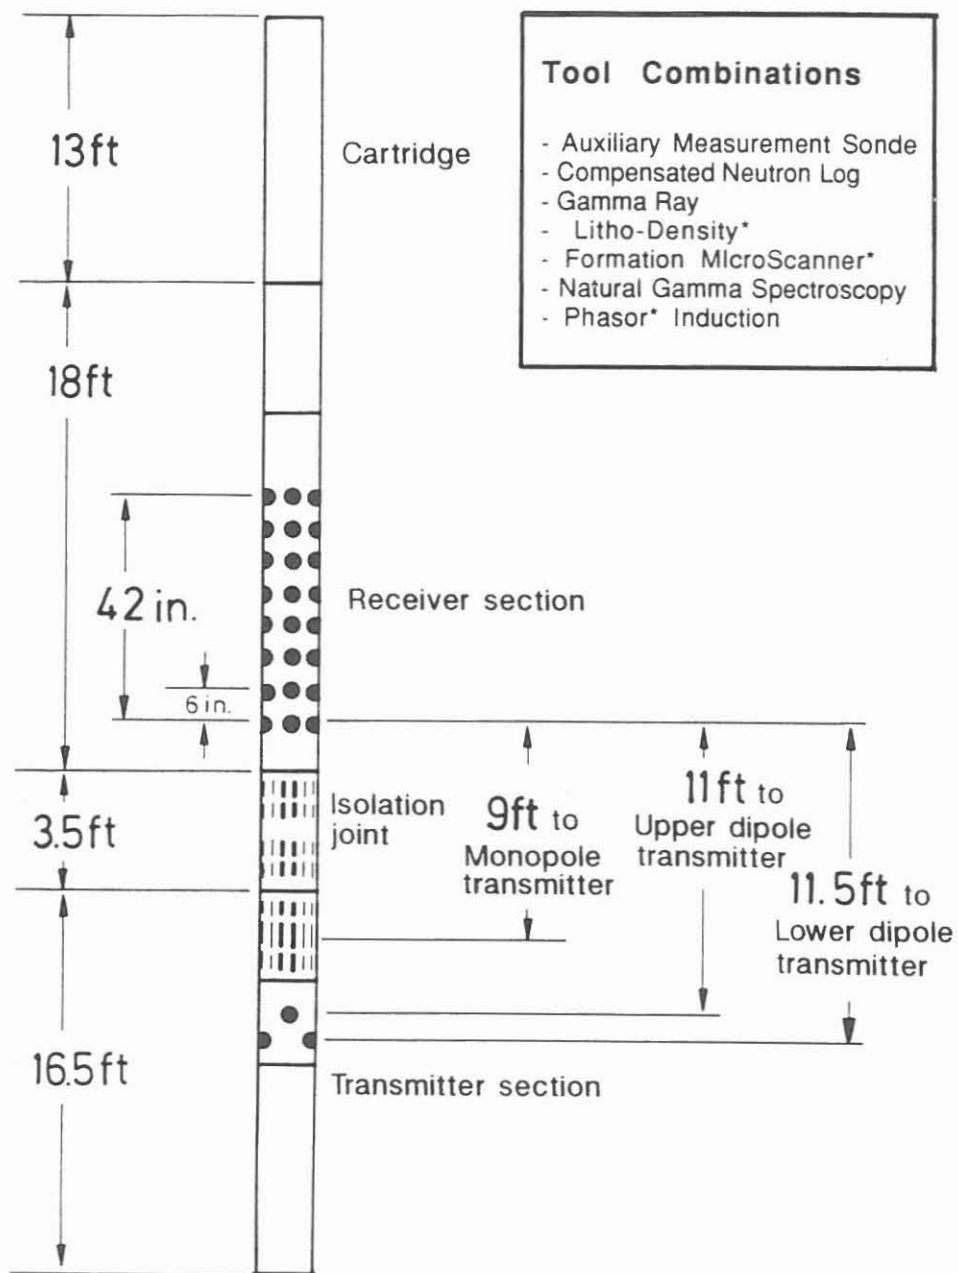 13ft
Cartridge
Tool Combinations
- Auxiliary Measurement Sonde
- Compensated Neutron Log
- Gamma Ray
- Litho-Density*
- Formation MIcroScanner*
- Natural Gamma Spectroscopy
- Phasor* Induction
18ft
42 in.
6 in.
Receiver section
3.5ft
Isolation
joint
9ft to
Monopole
transmitter
11ft to
Upper dipole
transmitter
11.5ft to
Lower dipole
transmitter
16.5ft
Transmitter section